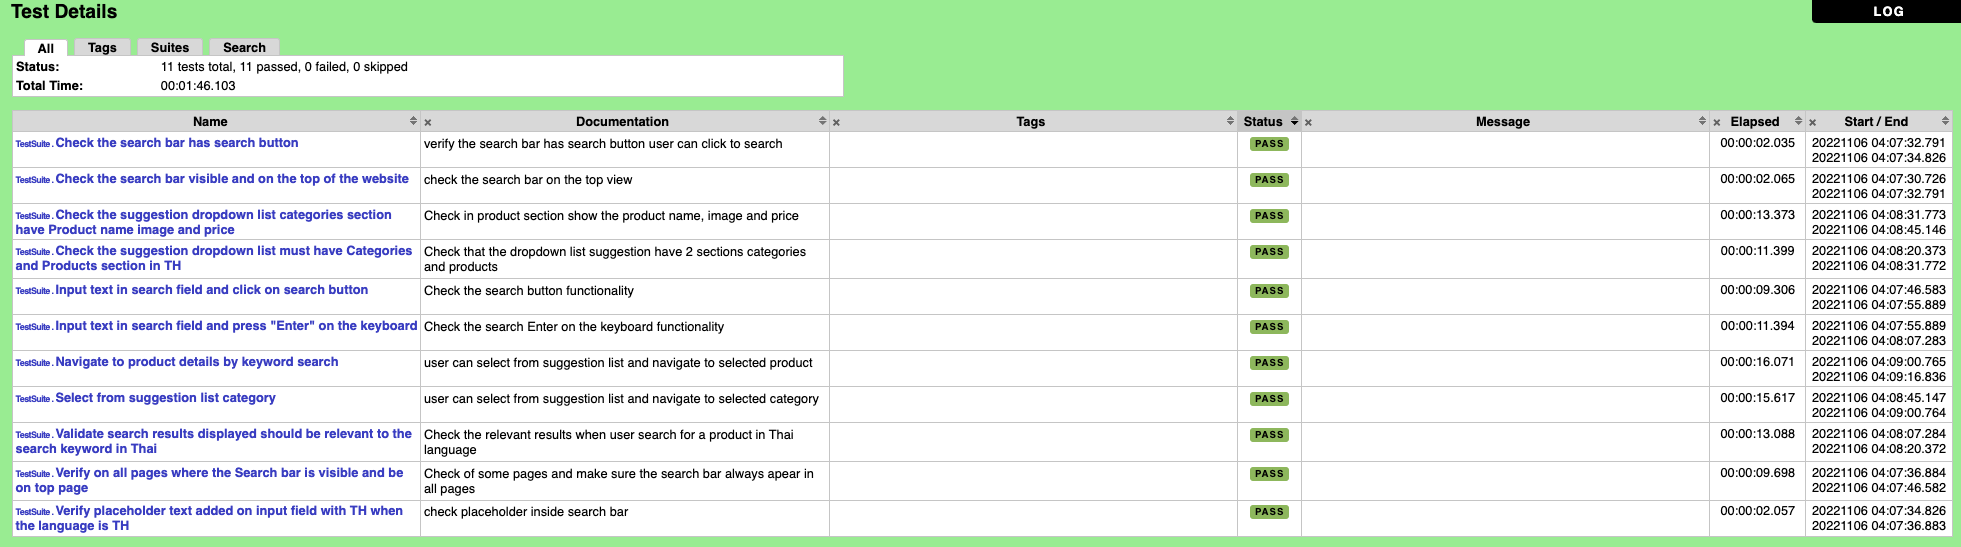 Test Details
LOG
All Tags Suites Search
Status: 11 tests total, 11 passed, 0 failed, 0 skipped
Total Time: 00:01:46.103
Name × Documentation × Tags Status × Message × Elapsed × Start / End
TestSuite . Check the search bar has search button verify the search bar has search button user can click to search PASS 00:00:02.035 20221106 04:07:32.791
20221106 04:07:34.826
TestSuite . Check the search bar visible and on the top of the website check the search bar on the top view PASS 00:00:02.065 20221106 04:07:30.726
20221106 04:07:32.791
TestSuite . Check the suggestion dropdown list categories section Check in product section show the product name, image and price PASS 00:00:13.373 20221106 04:08:31.773
have Product name image and price 20221106 04:08:45.146
TestSuite . Check the suggestion dropdown list must have Categories Check that the dropdown list suggestion have 2 sections categories PASS 00:00:11.399 20221106 04:08:20.373
and Products section in TH and products 20221106 04:08:31.772
TestSuite . Input text in search field and click on search button Check the search button functionality PASS 00:00:09.306 20221106 04:07:46.583
20221106 04:07:55.889
TestSuite . Input text in search field and press "Enter" on the keyboard Check the search Enter on the keyboard functionality PASS 00:00:11.394 20221106 04:07:55.889
20221106 04:08:07.283
TestSuite . Navigate to product details by keyword search user can select from suggestion list and navigate to selected product PASS 00:00:16.071 20221106 04:09:00.765
20221106 04:09:16.836
TestSuite . Select from suggestion list category user can select from suggestion list and navigate to selected category PASS 00:00:15.617 20221106 04:08:45.147
20221106 04:09:00.764
TestSuite . Validate search results displayed should be relevant to the Check the relevant results when user search for a product in Thai PASS 00:00:13.088 20221106 04:08:07.284
search keyword in Thai language 20221106 04:08:20.372
TestSuite . Verify on all pages where the Search bar is visible and be Check of some pages and make sure the search bar always apear in PASS 00:00:09.698 20221106 04:07:36.884
on top page all pages 20221106 04:07:46.582
TestSuite . Verify placeholder text added on input field with TH when check placeholder inside search bar PASS 00:00:02.057 20221106 04:07:34.826
the language is TH 20221106 04:07:36.883